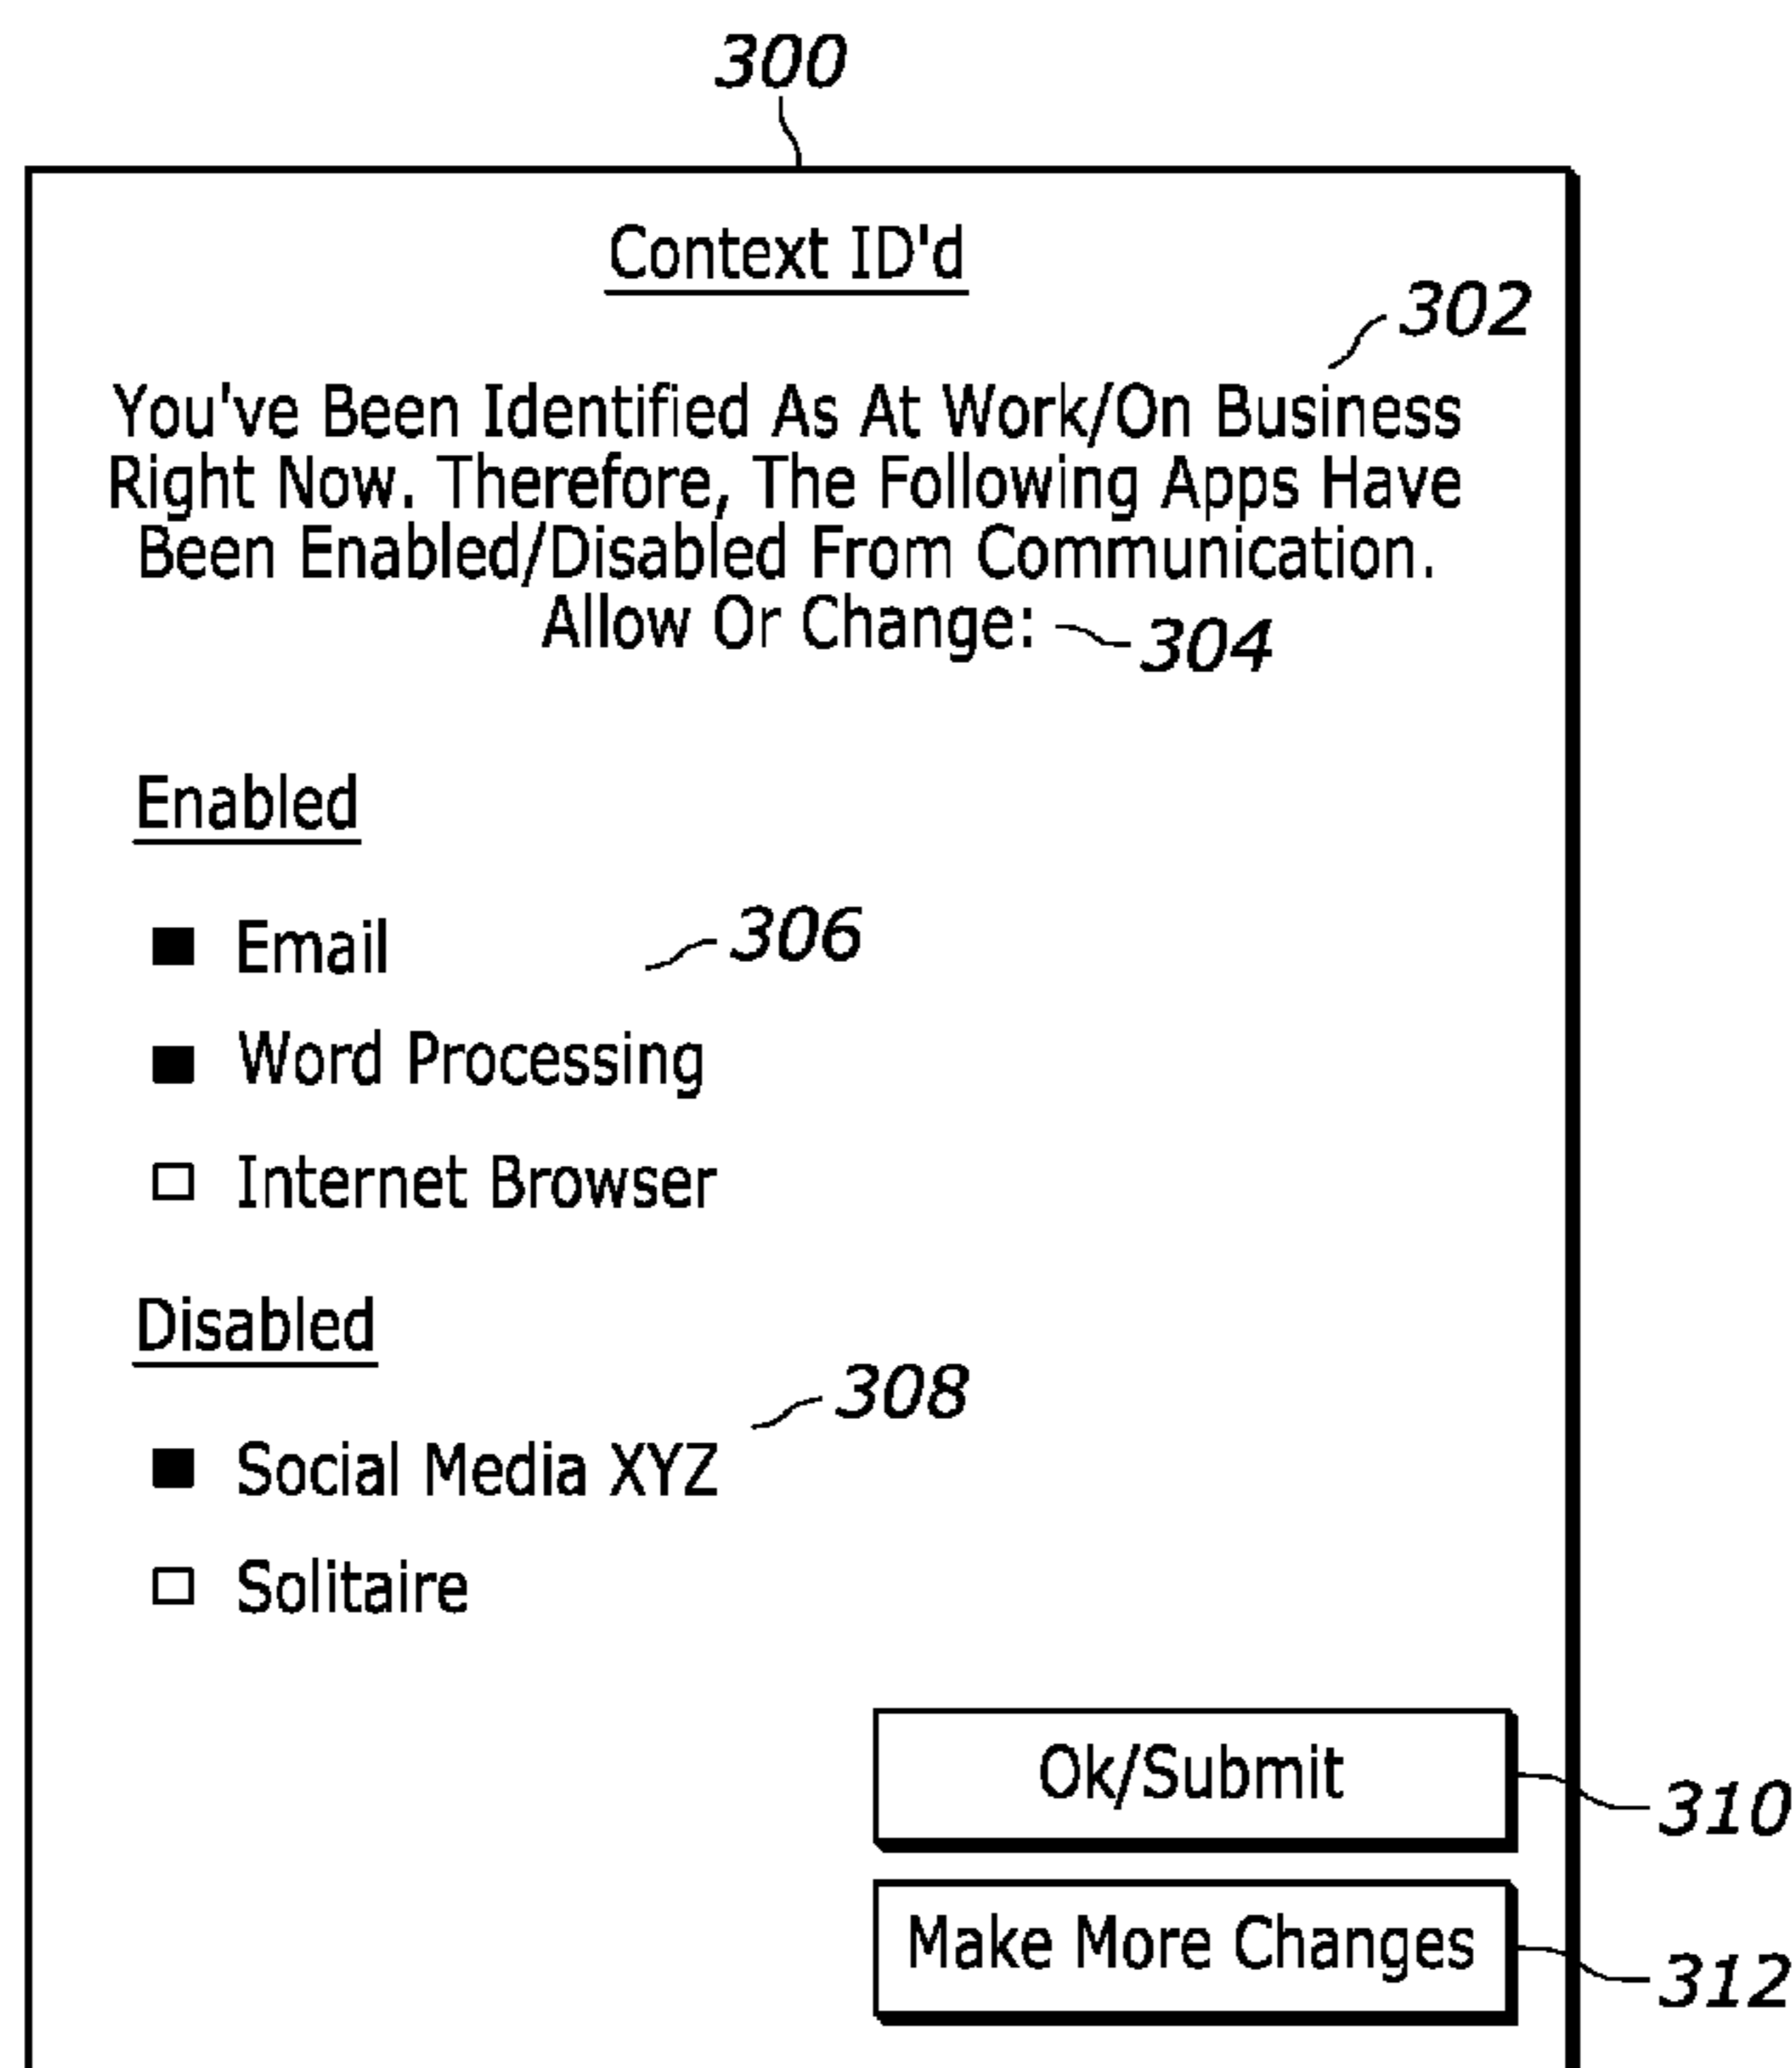 300
Context ID'd
302
You've Been Identified As At Work/On Business
Right Now. Therefore, The Following Apps Have
Been Enabled/Disabled From Communication.
Allow Or Change: 304
Enabled
Email 306
Word Processing
Internet Browser
Disabled
308
Social Media XYZ
Solitaire
Ok/Submit
310
Make More Changes
312